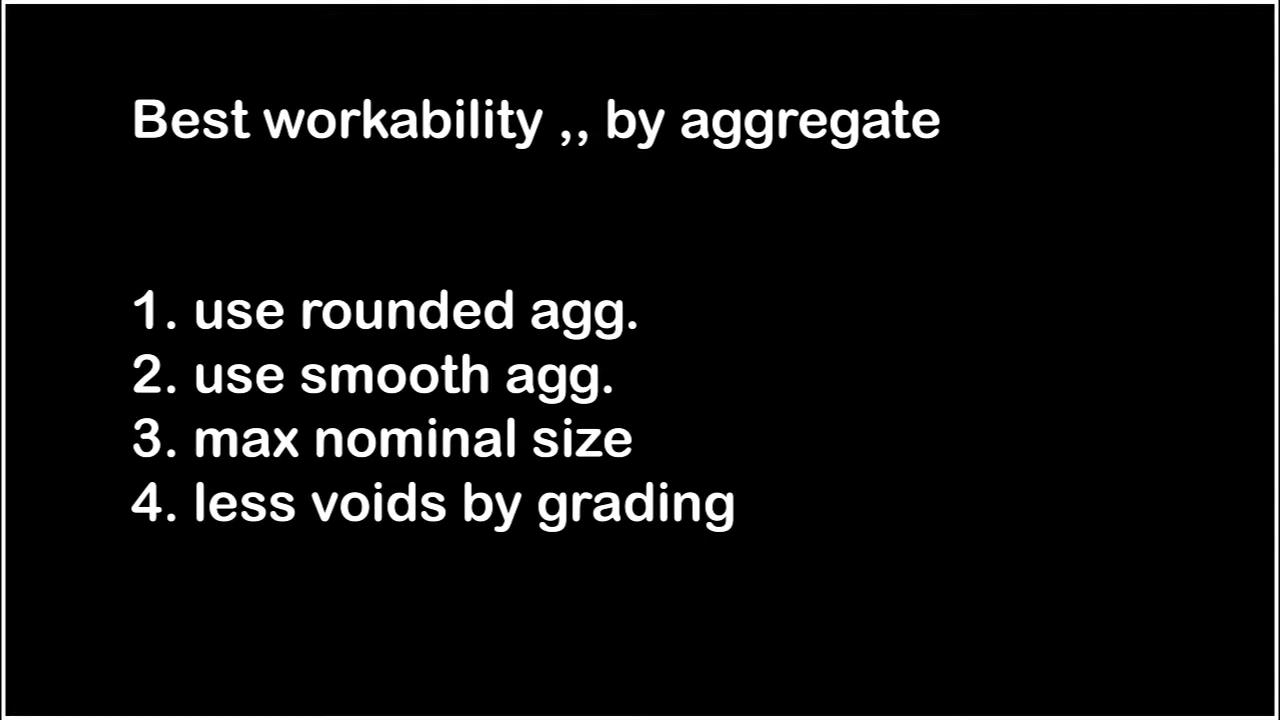 Best workability ,, by aggregate
1. use rounded agg.
2. use smooth agg.
3. max nominal size
4. less voids by grading